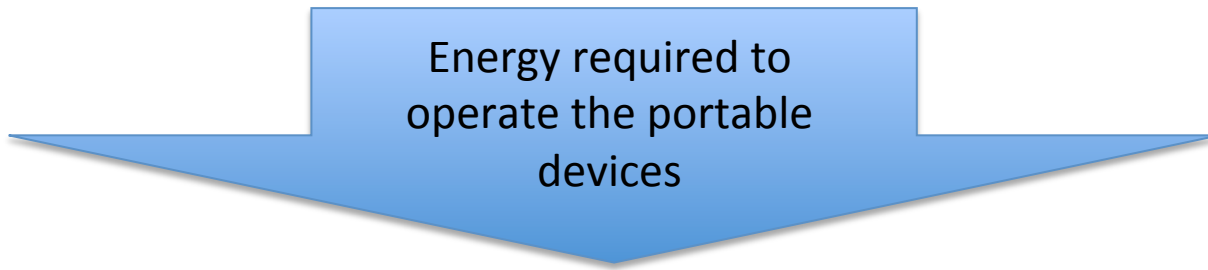 Energy required to
operate the portable
devices